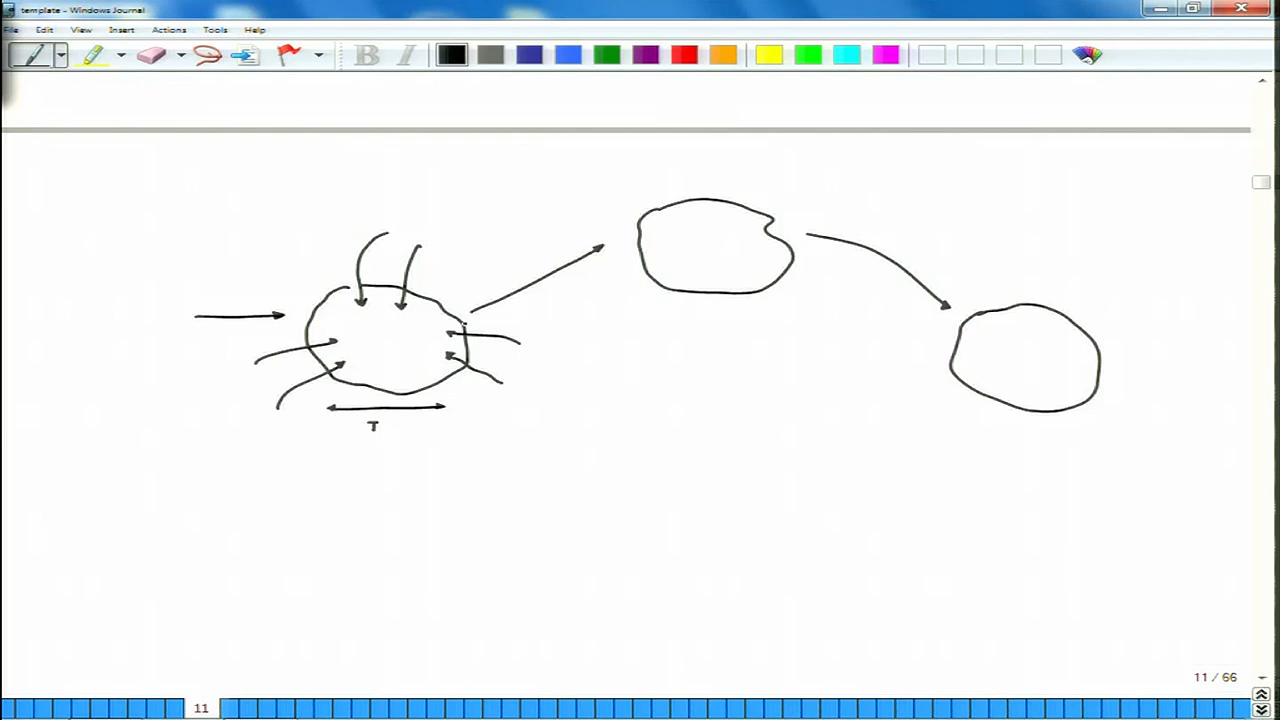 template - Windows Journal
File Edit View Insert Actions Tools Help
B I
T
11 / 66
11